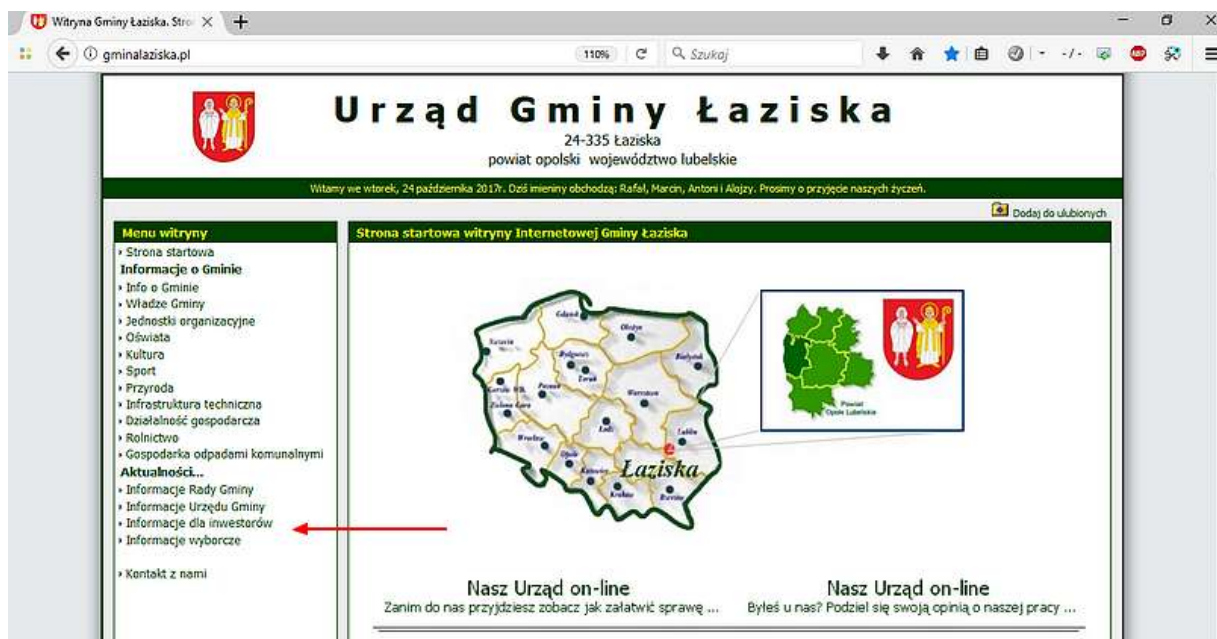 Witryna Gminy Łaziska. Stro
gminalaziska.pl
110%
Szukaj
ABP
Urząd Gminy Łaziska
24-335 Łaziska
powiat opolski województwo lubelskie
Witamy we wtorek, 24 października 2017r. Dziś imieniny obchodzą: Rafał, Marcin, Antoni i Alojzy. Prosimy o przyjęcie naszych życzeń.
Dodaj do ulubionych
Menu witryny
Strona startowa
Informacje o Gminie
Info o Gminie
Władze Gminy
Jednostki organizacyjne
Oświata
Kultura
Sport
Przyroda
Infrastruktura techniczna
Działalność gospodarcza
Rolnictwo
Gospodarka odpadami komunalnymi
Aktualności...
Informacje Rady Gminy
Informacje Urzędu Gminy
Informacje dla inwestorów
Informacje wyborcze
Kontakt z nami
Strona startowa witryny Internetowej Gminy Łaziska
Gdańsk
Olsztyn
Szczecin
Bydgoszcz
Białystok
Toruń
Gorzów Wlk.
Poznań
Warszawa
Zielona Góra
Łódź
Wrocław
Lublin
Opole
Katowice
Łaziska
Kraków
Rzeszów
Powiat
Opole Lubelskie
Nasz Urząd on-line
Zanim do nas przyjdziesz zobacz jak załatwić sprawę ...
Nasz Urząd on-line
Byłeś u nas? Podziel się swoją opinią o naszej pracy ...